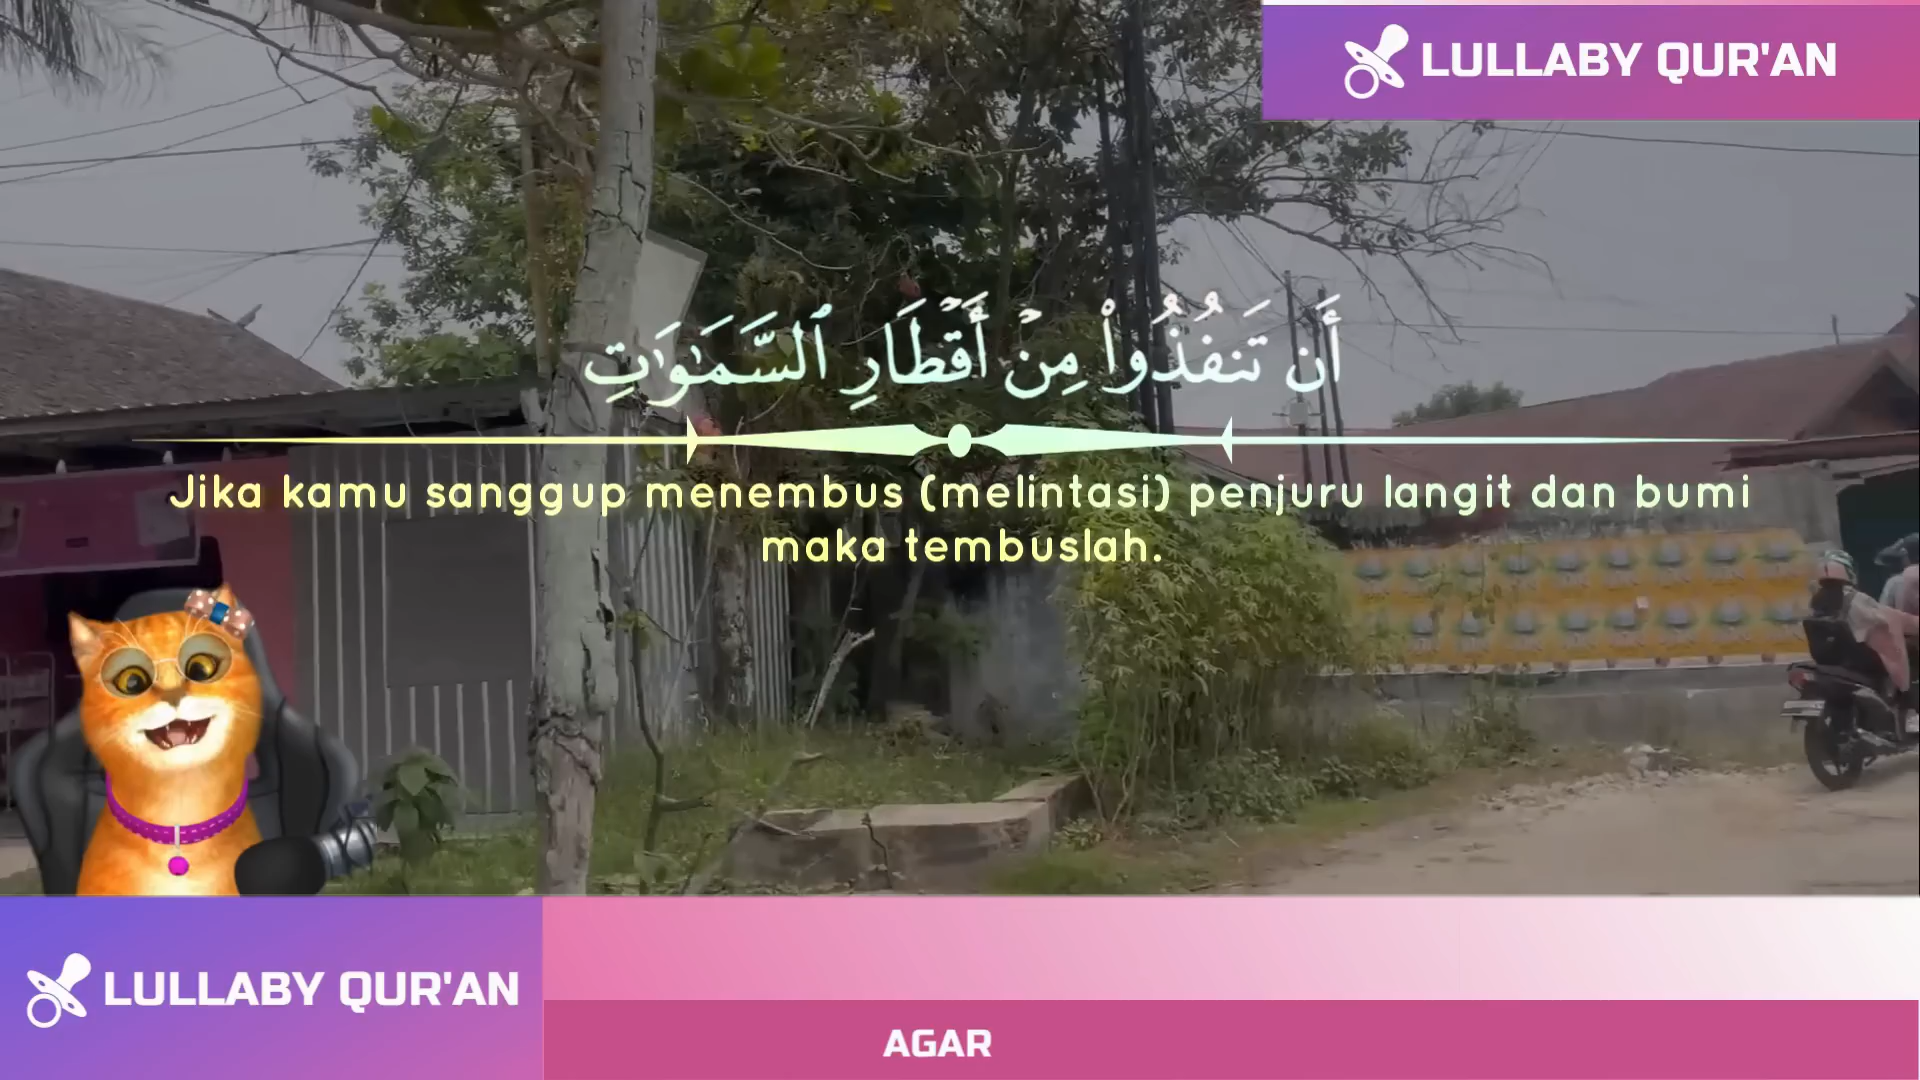 LULLABY QUR'AN
أَن تَنفُذُوا۟ مِنْ أَقْطَارِ ٱلسَّمَـٰوَٰتِ
Jika kamu sanggup menembus (melintasi) penjuru langit dan bumi
maka tembuslah.
LULLABY QUR'AN
AGAR